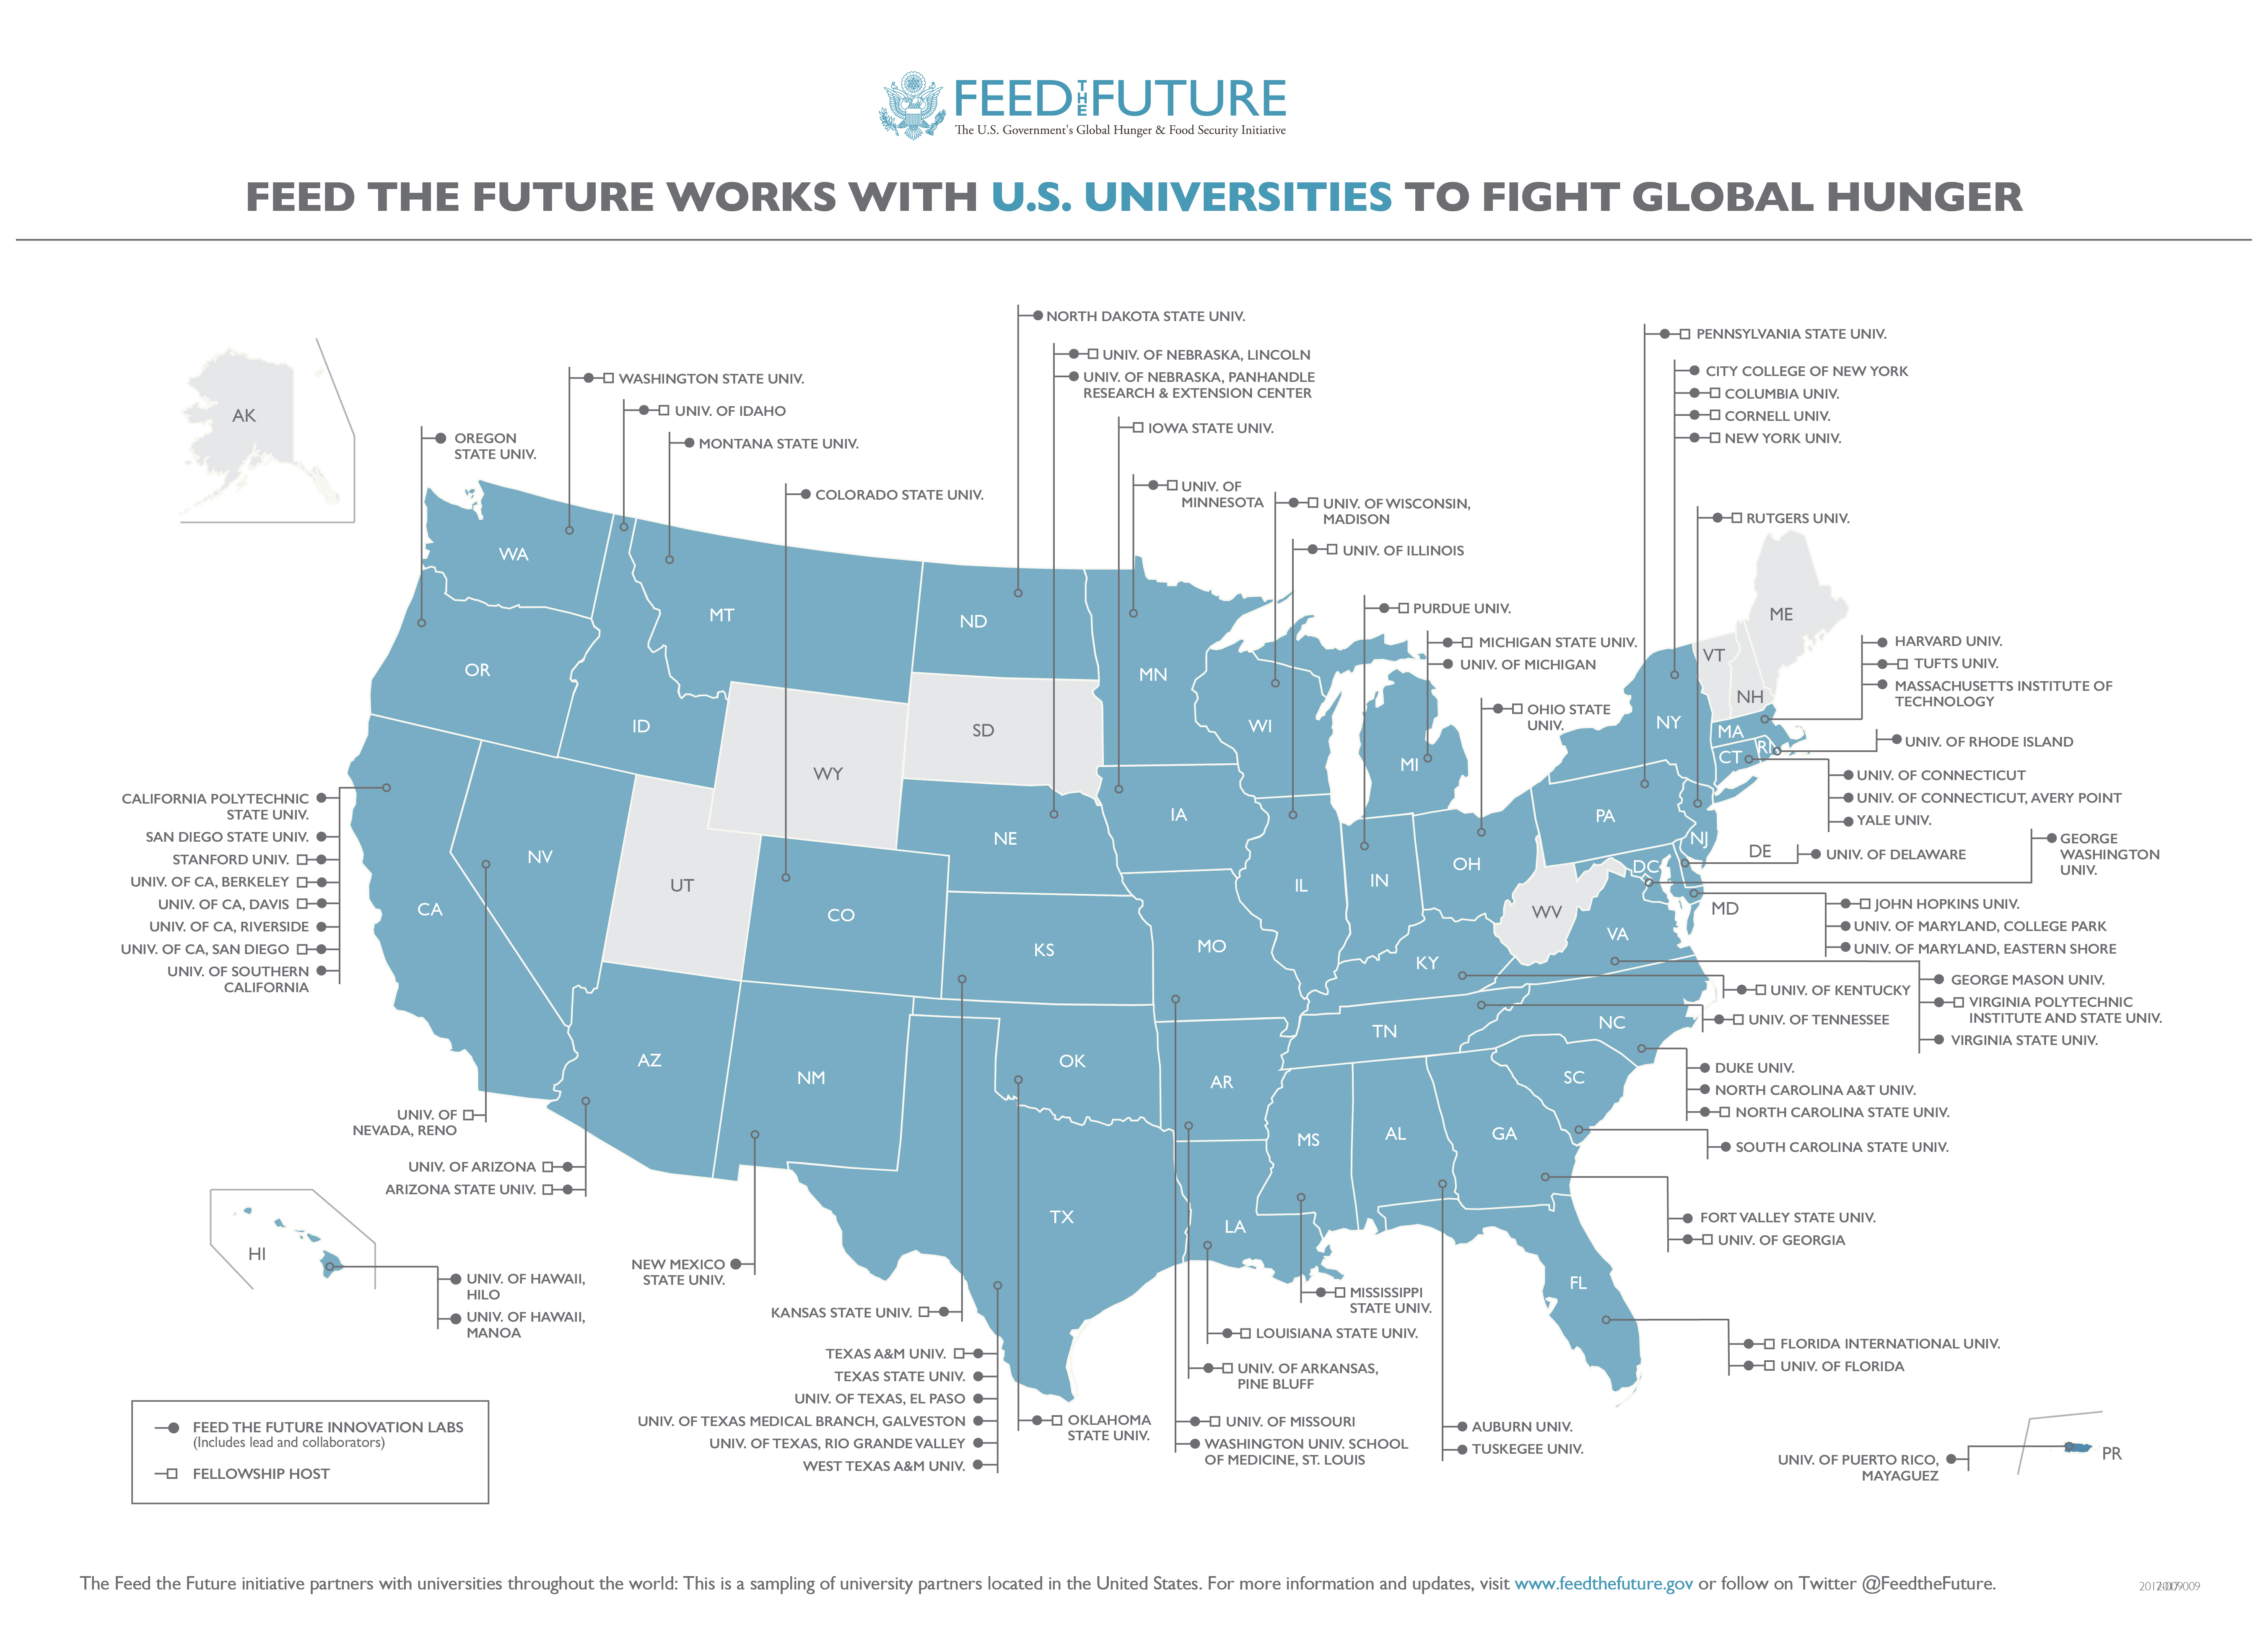 FEED THE FUTURE
The U.S. Government's Global Hunger & Food Security Initiative
FEED THE FUTURE WORKS WITH U.S. UNIVERSITIES TO FIGHT GLOBAL HUNGER
AK
OREGON
STATE UNIV.
WASHINGTON STATE UNIV.
UNIV. OF IDAHO
MONTANA STATE UNIV.
COLORADO STATE UNIV.
NORTH DAKOTA STATE UNIV.
UNIV. OF NEBRASKA, LINCOLN
UNIV. OF NEBRASKA, PANHANDLE
RESEARCH & EXTENSION CENTER
IOWA STATE UNIV.
UNIV. OF
MINNESOTA
UNIV. OF WISCONSIN,
MADISON
UNIV. OF ILLINOIS
PURDUE UNIV.
MICHIGAN STATE UNIV.
UNIV. OF MICHIGAN
OHIO STATE
UNIV.
PENNSYLVANIA STATE UNIV.
CITY COLLEGE OF NEW YORK
COLUMBIA UNIV.
CORNELL UNIV.
NEW YORK UNIV.
RUTGERS UNIV.
HARVARD UNIV.
TUFTS UNIV.
MASSACHUSETTS INSTITUTE OF
TECHNOLOGY
UNIV. OF RHODE ISLAND
UNIV. OF CONNECTICUT
UNIV. OF CONNECTICUT, AVERY POINT
YALE UNIV.
GEORGE
WASHINGTON
UNIV.
UNIV. OF DELAWARE
JOHN HOPKINS UNIV.
UNIV. OF MARYLAND, COLLEGE PARK
UNIV. OF MARYLAND, EASTERN SHORE
GEORGE MASON UNIV.
VIRGINIA POLYTECHNIC
INSTITUTE AND STATE UNIV.
VIRGINIA STATE UNIV.
UNIV. OF KENTUCKY
UNIV. OF TENNESSEE
DUKE UNIV.
NORTH CAROLINA A&T UNIV.
NORTH CAROLINA STATE UNIV.
SOUTH CAROLINA STATE UNIV.
FORT VALLEY STATE UNIV.
UNIV. OF GEORGIA
FLORIDA INTERNATIONAL UNIV.
UNIV. OF FLORIDA
WA
OR
MT
ID
ND
SD
WY
MN
WI
MI
NY
VT
NH
ME
MA
RI
CT
PA
NJ
DE
DC
MD
CA
NV
UT
CO
NE
IA
IL
IN
OH
WV
VA
KY
KS
MO
AZ
NM
OK
AR
TN
NC
SC
MS
AL
GA
TX
LA
FL
HI
PR
CALIFORNIA POLYTECHNIC
STATE UNIV.
SAN DIEGO STATE UNIV.
STANFORD UNIV.
UNIV. OF CA, BERKELEY
UNIV. OF CA, DAVIS
UNIV. OF CA, RIVERSIDE
UNIV. OF CA, SAN DIEGO
UNIV. OF SOUTHERN
CALIFORNIA
UNIV. OF
NEVADA, RENO
UNIV. OF ARIZONA
ARIZONA STATE UNIV.
UNIV. OF HAWAII,
HILO
UNIV. OF HAWAII,
MANOA
NEW MEXICO
STATE UNIV.
KANSAS STATE UNIV.
TEXAS A&M UNIV.
TEXAS STATE UNIV.
UNIV. OF TEXAS, EL PASO
UNIV. OF TEXAS MEDICAL BRANCH, GALVESTON
UNIV. OF TEXAS, RIO GRANDE VALLEY
WEST TEXAS A&M UNIV.
OKLAHOMA
STATE UNIV.
MISSISSIPPI
STATE UNIV.
LOUISIANA STATE UNIV.
UNIV. OF ARKANSAS,
PINE BLUFF
UNIV. OF MISSOURI
WASHINGTON UNIV. SCHOOL
OF MEDICINE, ST. LOUIS
AUBURN UNIV.
TUSKEGEE UNIV.
UNIV. OF PUERTO RICO,
MAYAGUEZ
FEED THE FUTURE INNOVATION LABS
(Includes lead and collaborators)
FELLOWSHIP HOST
The Feed the Future initiative partners with universities throughout the world: This is a sampling of university partners located in the United States. For more information and updates, visit www.feedthefuture.gov or follow on Twitter @FeedtheFuture.